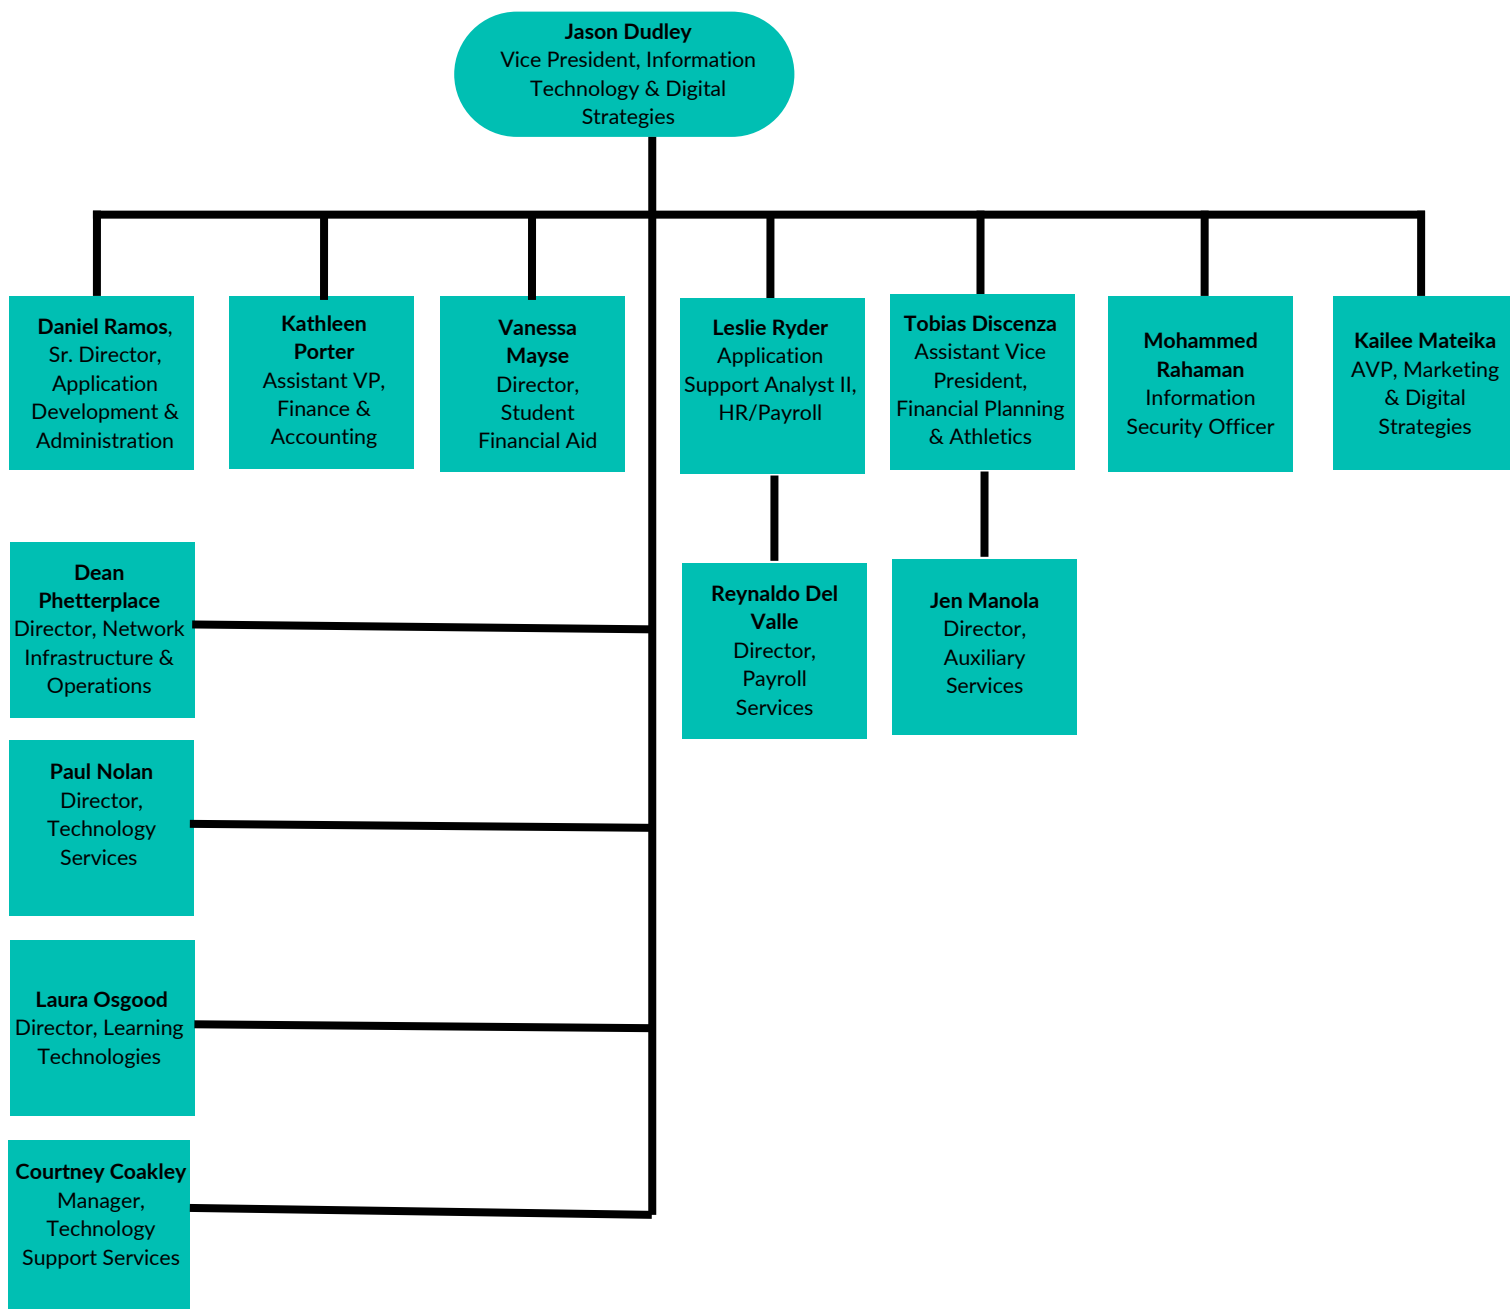 Jason Dudley
Vice President, Information
Technology & Digital
Strategies
Daniel Ramos,
Sr. Director,
Application
Development &
Administration
Kathleen
Porter
Assistant VP,
Finance &
Accounting
Vanessa
Mayse
Director,
Student
Financial Aid
Leslie Ryder
Application
Support Analyst II,
HR/Payroll
Tobias Discenza
Assistant Vice
President,
Financial Planning
& Athletics
Mohammed
Rahaman
Information
Security Officer
Kailee Mateika
AVP, Marketing
& Digital
Strategies
Dean
Phetterplace
Director, Network
Infrastructure &
Operations
Reynaldo Del
Valle
Director,
Payroll
Services
Jen Manola
Director,
Auxiliary
Services
Paul Nolan
Director,
Technology
Services
Laura Osgood
Director, Learning
Technologies
Courtney Coakley
Manager,
Technology
Support Services